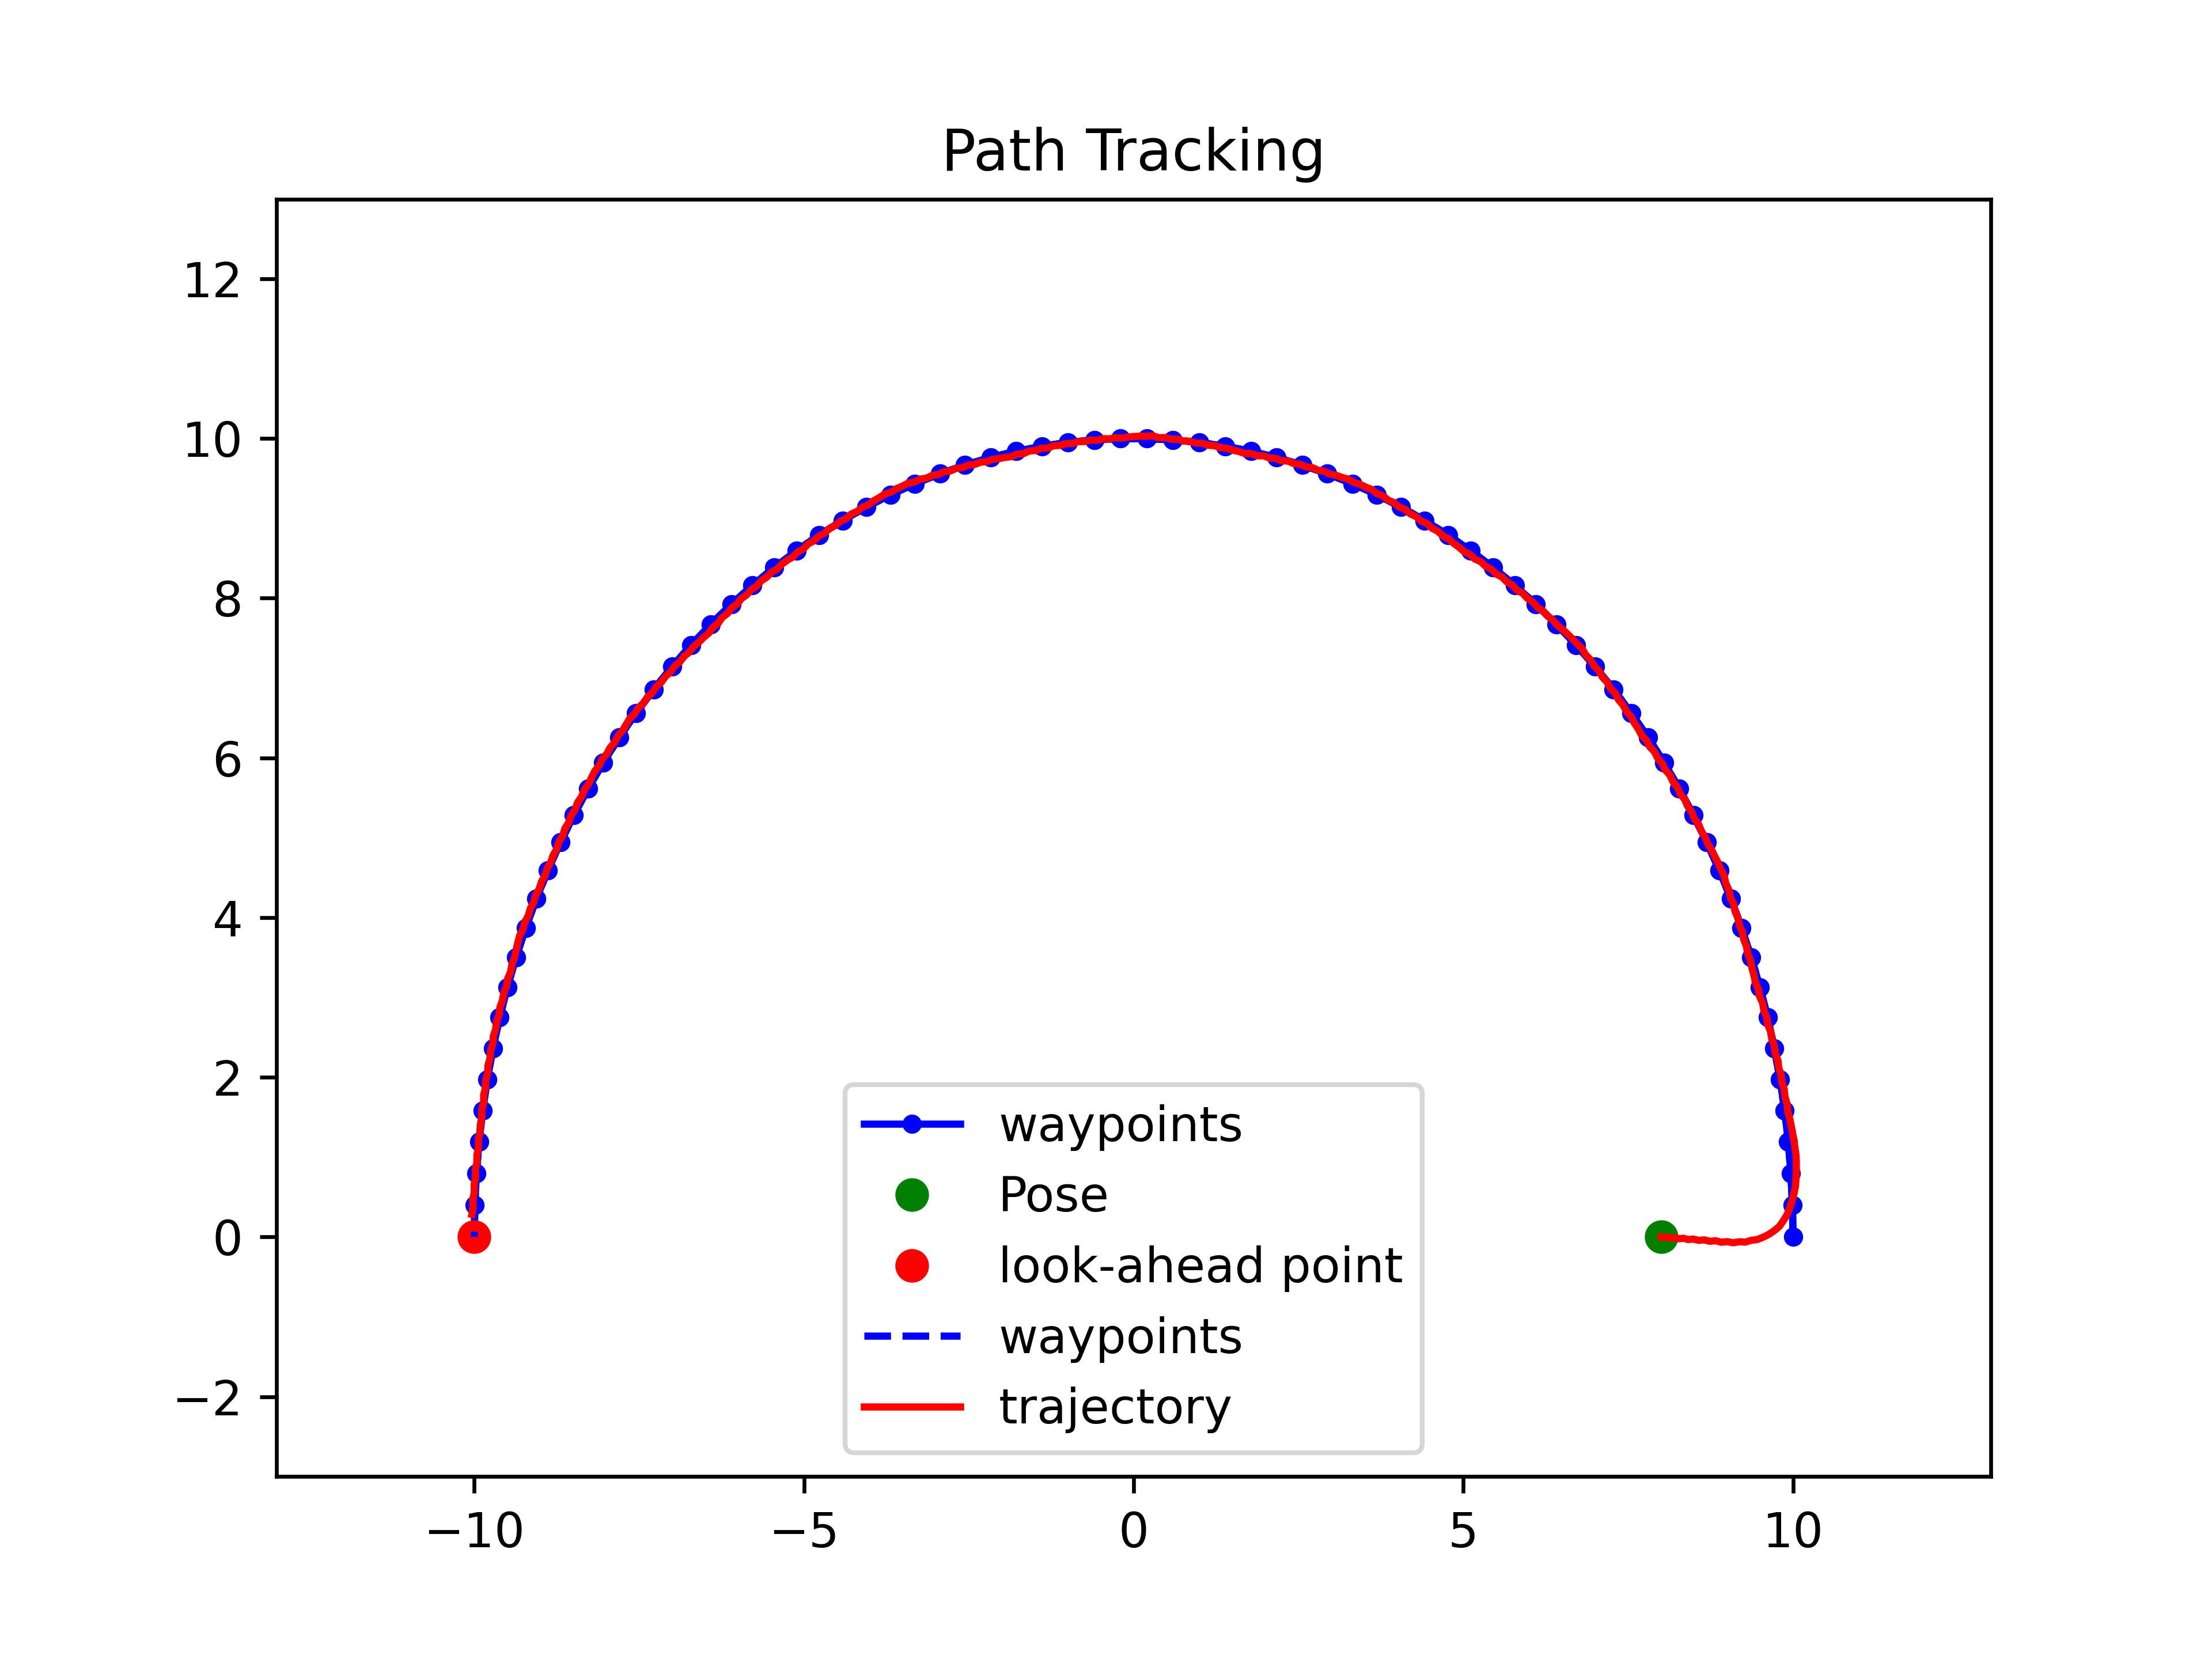 Path Tracking
12
10
8
6
4
2
0
−2
waypoints
Pose
look-ahead point
waypoints
trajectory
−10 −5 0 5 10